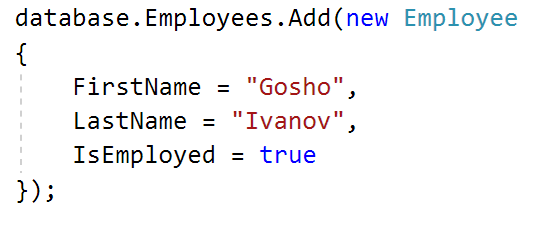 database.Employees.Add(new Employee
{
    FirstName = "Gosho",
    LastName = "Ivanov",
    IsEmployed = true
});